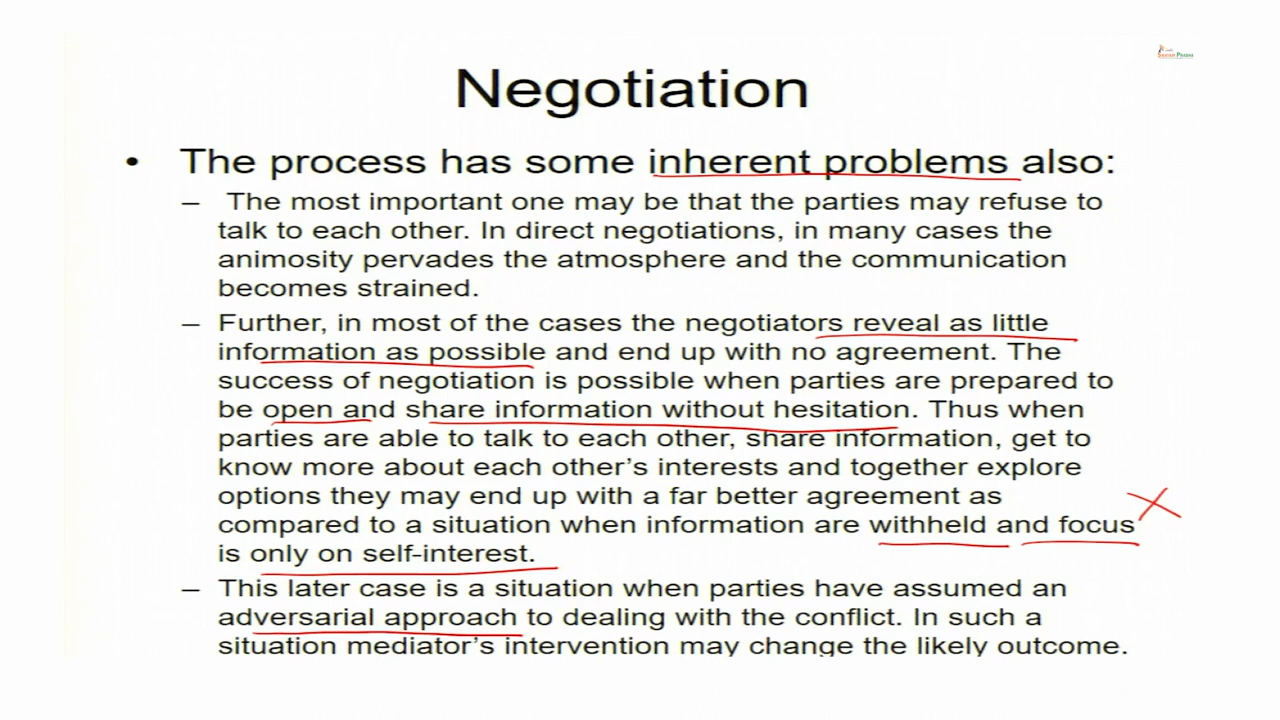 SWAYAM PRABHA
Negotiation
• The process has some inherent problems also:
– The most important one may be that the parties may refuse to
talk to each other. In direct negotiations, in many cases the
animosity pervades the atmosphere and the communication
becomes strained.
– Further, in most of the cases the negotiators reveal as little
information as possible and end up with no agreement. The
success of negotiation is possible when parties are prepared to
be open and share information without hesitation. Thus when
parties are able to talk to each other, share information, get to
know more about each other's interests and together explore
options they may end up with a far better agreement as
compared to a situation when information are withheld and focus
is only on self-interest.
– This later case is a situation when parties have assumed an
adversarial approach to dealing with the conflict. In such a
situation mediator's intervention may change the likely outcome.